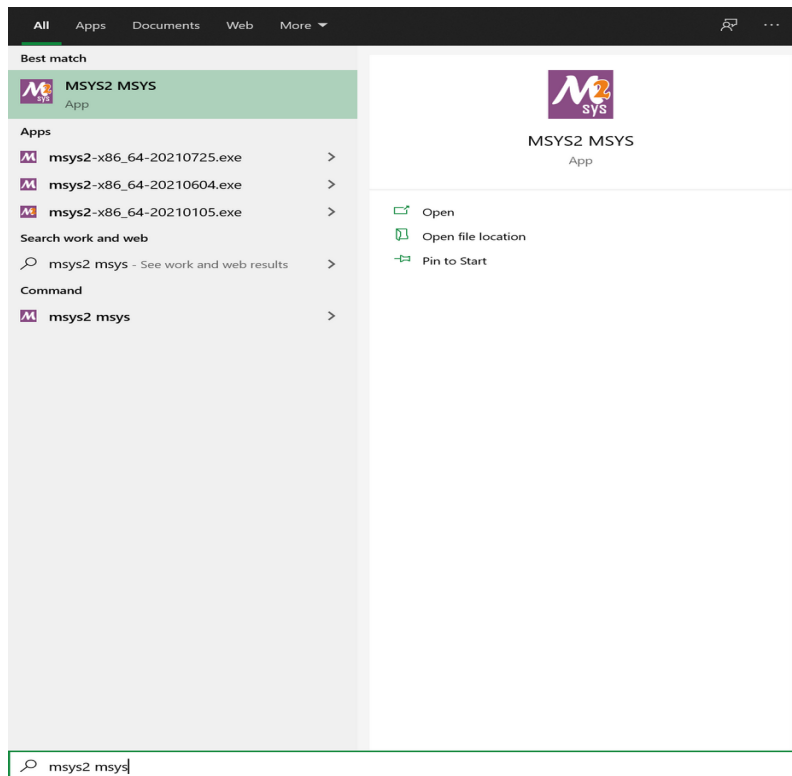 All Apps Documents Web More
Best match
MSYS2 MSYS
App
Apps
msys2-x86_64-20210725.exe
msys2-x86_64-20210604.exe
msys2-x86_64-20210105.exe
Search work and web
msys2 msys - See work and web results
Command
msys2 msys
M2
sys
MSYS2 MSYS
App
Open
Open file location
Pin to Start
msys2 msys